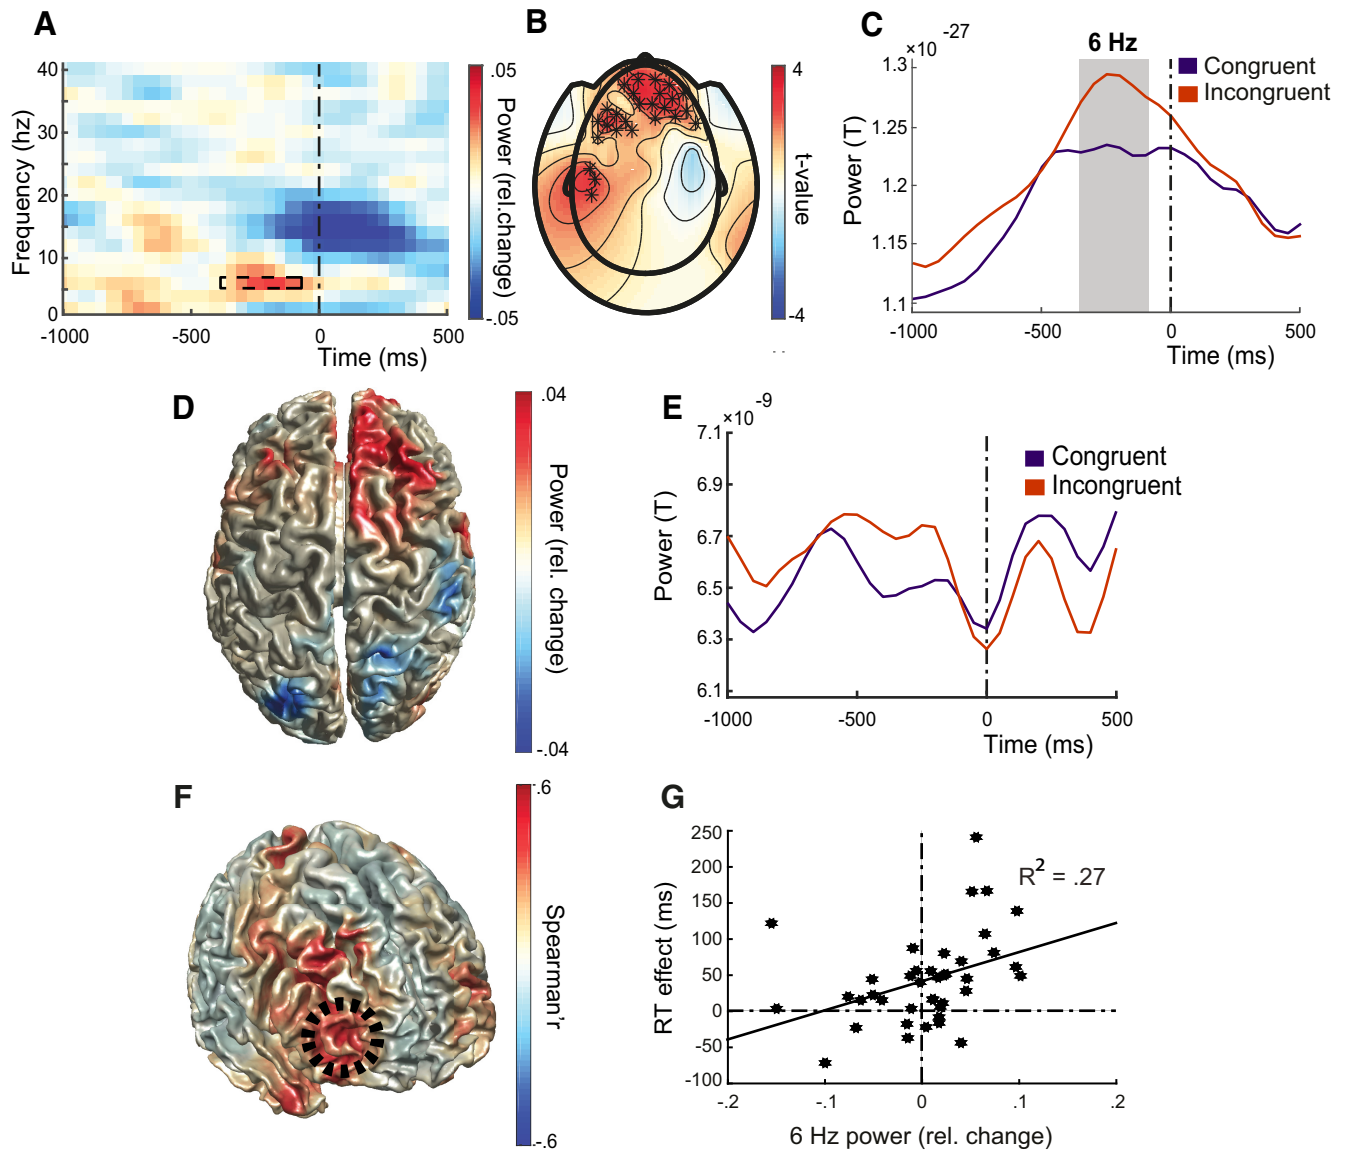 A
40
30
20
10
0
Frequency (hz)
-1000
-500
0
500
Time (ms)
.05
-.05
Power (rel.change)
B
4
-4
t-value
C
×10 -27
6 Hz
1.3
1.25
1.2
1.15
1.1
Power (T)
-1000
-500
0
500
Time (ms)
Congruent
Incongruent
D
.04
-.04
Power (rel. change)
E
×10 -9
7.1
6.9
6.7
6.5
6.3
6.1
Power (T)
-1000
-500
0
500
Time (ms)
Congruent
Incongruent
F
.6
-.6
Spearman'r
G
250
200
150
100
50
0
-50
-100
RT effect (ms)
R² = .27
-.2
-.1
0
.1
.2
6 Hz power (rel. change)